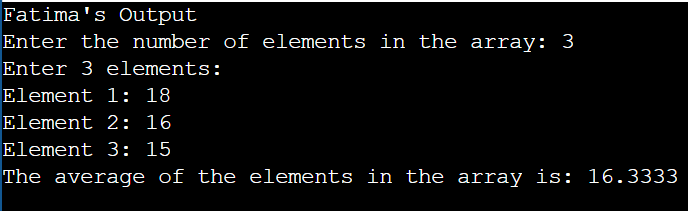 Fatima's Output
Enter the number of elements in the array: 3
Enter 3 elements:
Element 1: 18
Element 2: 16
Element 3: 15
The average of the elements in the array is: 16.3333